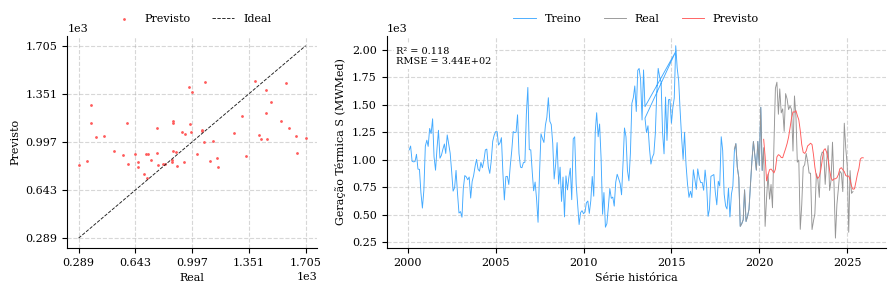 Previsto Ideal
1e3
1.705
1.351
0.997
0.643
0.289
Previsto
0.289 0.643 0.997 1.351 1.705
1e3
Real
Treino Real Previsto
1e3
R² = 0.118
RMSE = 3.44E+02
2.00
1.75
1.50
1.25
1.00
0.75
0.50
0.25
Geração Térmica S (MWMed)
2000 2005 2010 2015 2020 2025
Série histórica